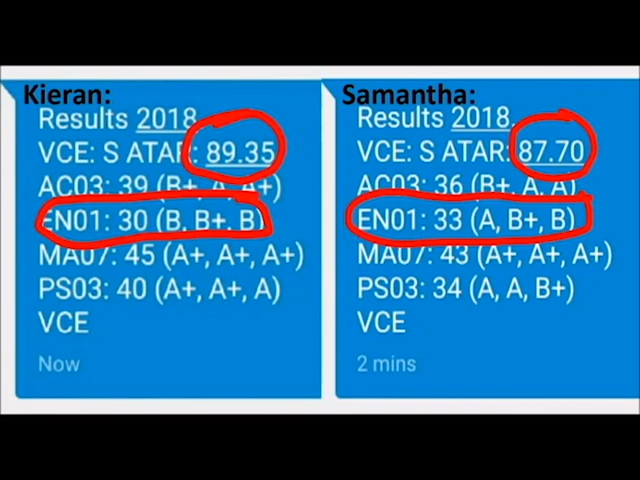 Kieran:
Results 2018.
VCE: S ATAR: 89.35
AC03: 39 (B+, A, A+)
EN01: 30 (B, B+, B)
MA07: 45 (A+, A+, A+)
PS03: 40 (A+, A+, A)
VCE
Now
Samantha:
Results 2018.
VCE: S ATAR: 87.70
AC03: 36 (B+, A, A)
EN01: 33 (A, B+, B)
MA07: 43 (A+, A+, A+)
PS03: 34 (A, A, B+)
VCE
2 mins